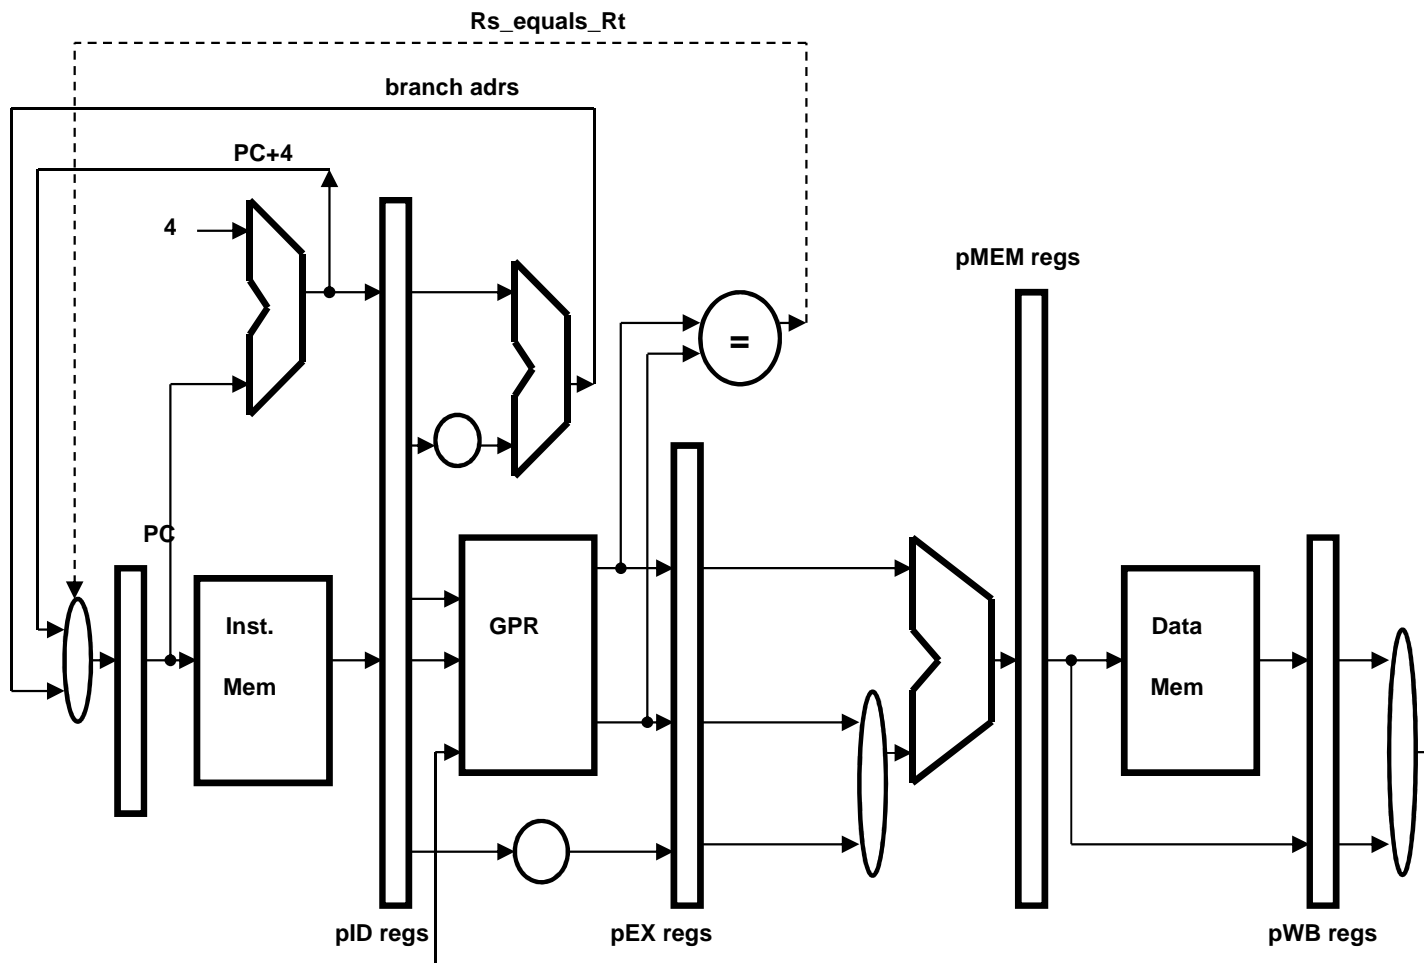 Rs_equals_Rt
branch adrs
PC+4
4
pMEM regs
=
PC
Inst.
Mem
GPR
Data
Mem
pID regs
pEX regs
pWB regs